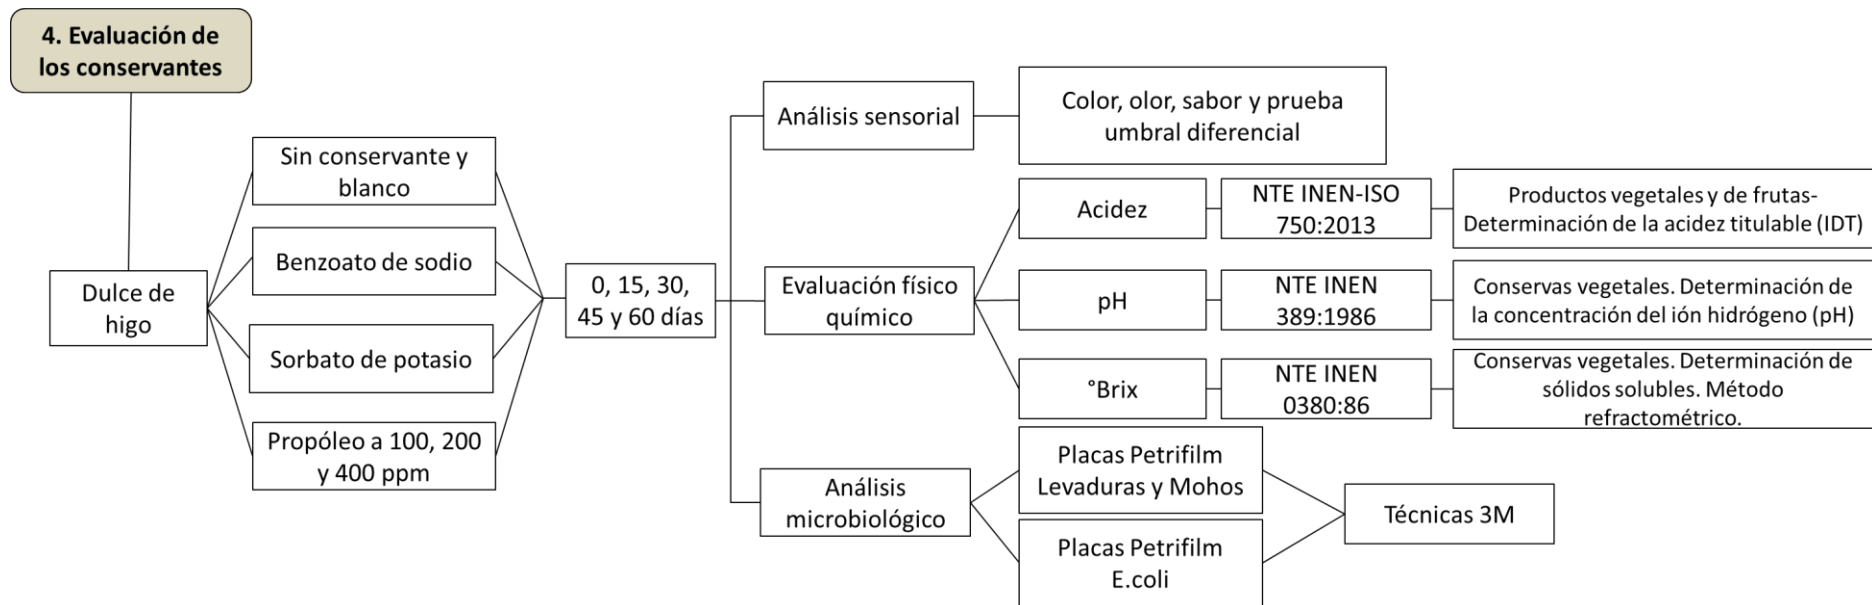 4. Evaluación de
los conservantes
Dulce de
higo
Sin conservante y
blanco
Benzoato de sodio
Sorbato de potasio
Propóleo a 100, 200
y 400 ppm
0, 15, 30,
45 y 60 días
Análisis sensorial
Color, olor, sabor y prueba
umbral diferencial
Evaluación físico
químico
Acidez
NTE INEN-ISO
750:2013
Productos vegetales y de frutas-
Determinación de la acidez titulable (IDT)
pH
NTE INEN
389:1986
Conservas vegetales. Determinación de
la concentración del ión hidrógeno (pH)
°Brix
NTE INEN
0380:86
Conservas vegetales. Determinación de
sólidos solubles. Método
refractométrico.
Análisis
microbiológico
Placas Petrifilm
Levaduras y Mohos
Placas Petrifilm
E.coli
Técnicas 3M